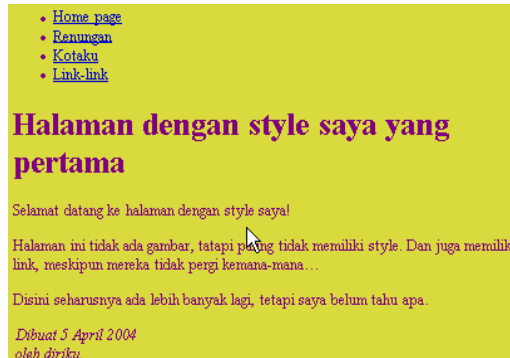 Home page
Renungan
Kotaku
Link-link
Halaman dengan style saya yang
pertama
Selamat datang ke halaman dengan style saya!
Halaman ini tidak ada gambar, tatapi tidak memiliki style. Dan juga memilik
link, meskipun mereka tidak pergi kemana-mana…
Disini seharusnya ada lebih banyak lagi, tetapi saya belum tahu apa.
Dibuat 5 April 2004
oleh diriku